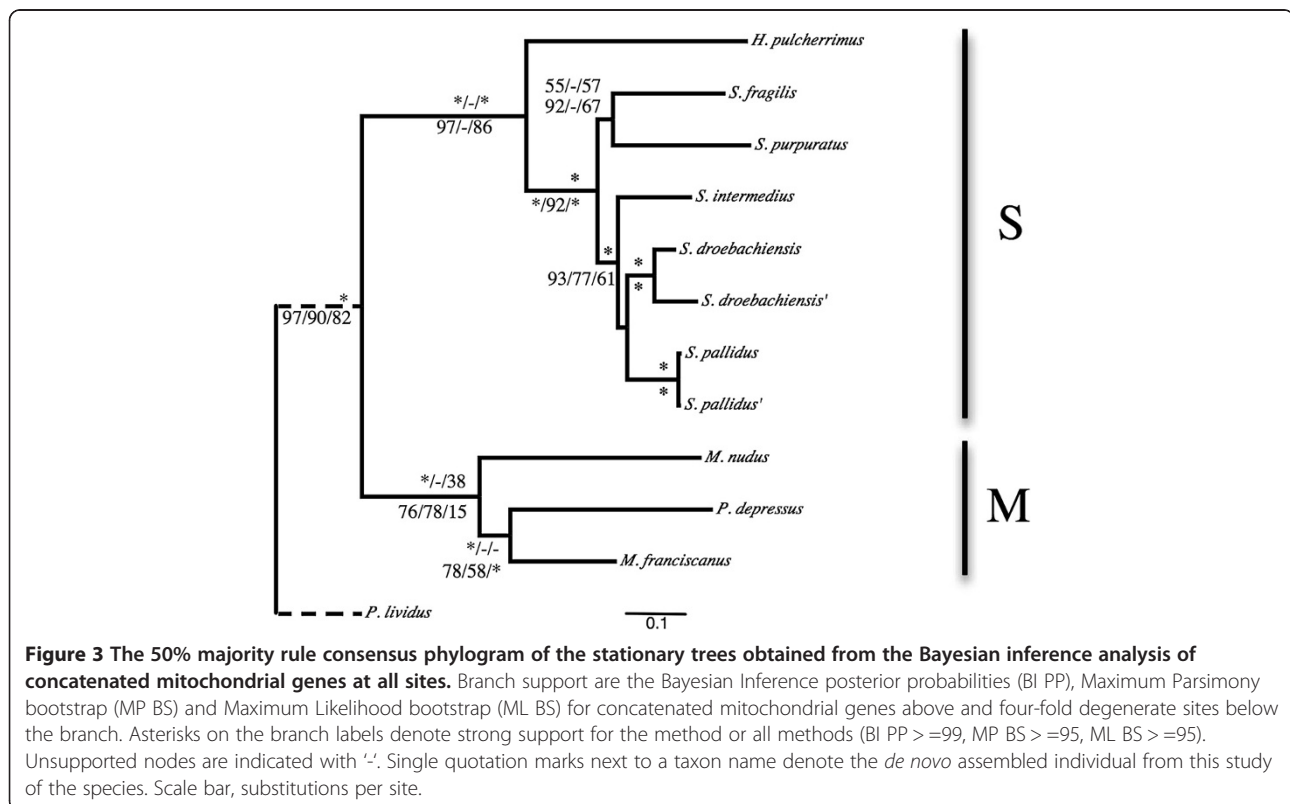 H. pulcherrimus
55/-/57
92/-/67
S. fragilis
*/-/*
97/-/86
S. purpuratus
*
*/92/*
S. intermedius
S
*
93/77/61
S. droebachiensis
*
*
S. droebachiensis'
*
97/90/82
S. pallidus
*
*
S. pallidus'
M. nudus
*/-/38
76/78/15
M
P. depressus
*/-/-
78/58/*
M. franciscanus
P. lividus
0.1
Figure 3 The 50% majority rule consensus phylogram of the stationary trees obtained from the Bayesian inference analysis of
concatenated mitochondrial genes at all sites. Branch support are the Bayesian Inference posterior probabilities (BI PP), Maximum Parsimony
bootstrap (MP BS) and Maximum Likelihood bootstrap (ML BS) for concatenated mitochondrial genes above and four-fold degenerate sites below
the branch. Asterisks on the branch labels denote strong support for the method or all methods (BI PP > =99, MP BS > =95, ML BS > =95).
Unsupported nodes are indicated with ‘-’. Single quotation marks next to a taxon name denote the de novo assembled individual from this study
of the species. Scale bar, substitutions per site.